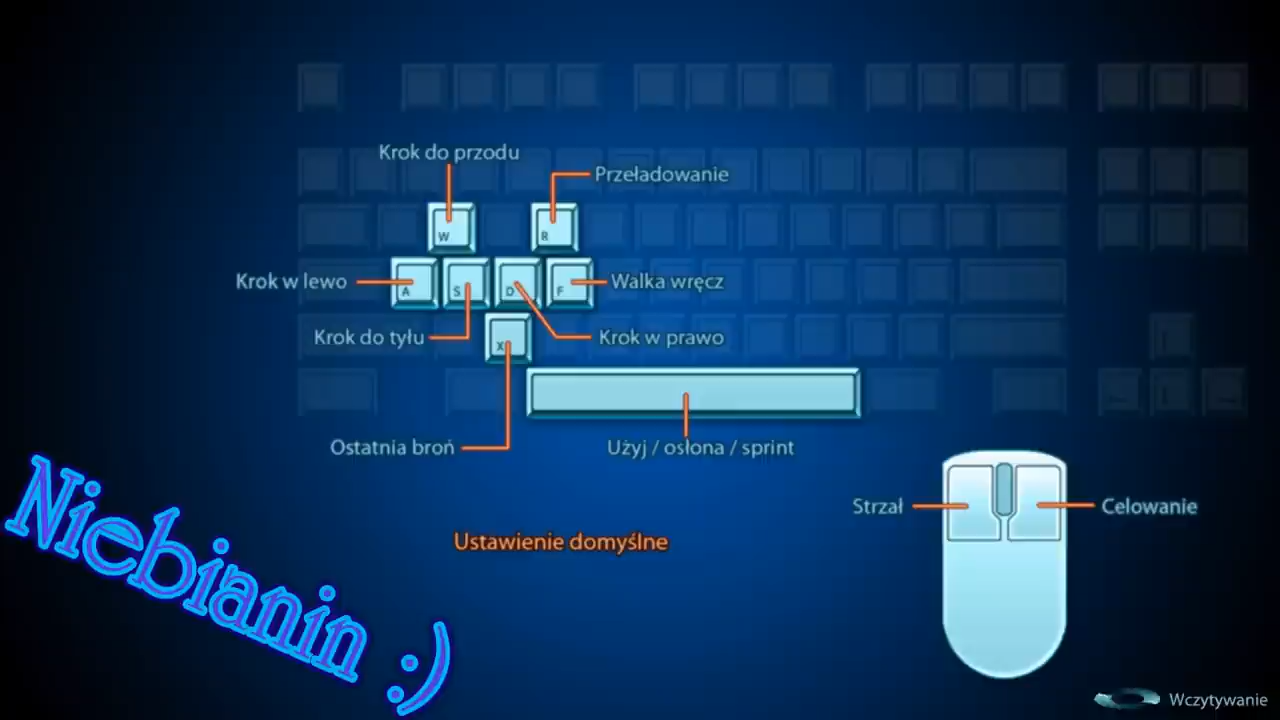 Krok do przodu
Przeładowanie
W
R
Krok w lewo
A
S
D
F
Walka wręcz
Krok do tyłu
X
Krok w prawo
Ostatnia broń
Użyj / osłona / sprint
Strzał
Celowanie
Ustawienie domyślne
Niebianin :)
Wczytywanie